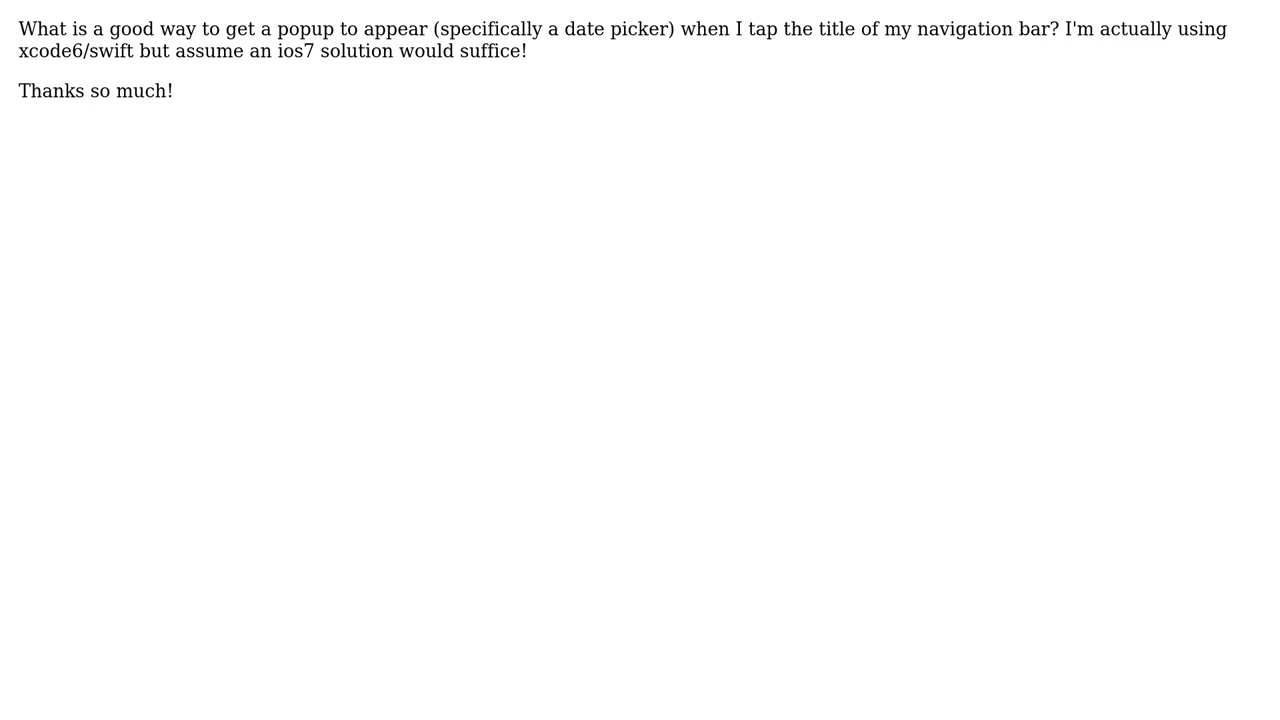 What is a good way to get a popup to appear (specifically a date picker) when I tap the title of my navigation bar? I'm actually using
xcode6/swift but assume an ios7 solution would suffice!
Thanks so much!